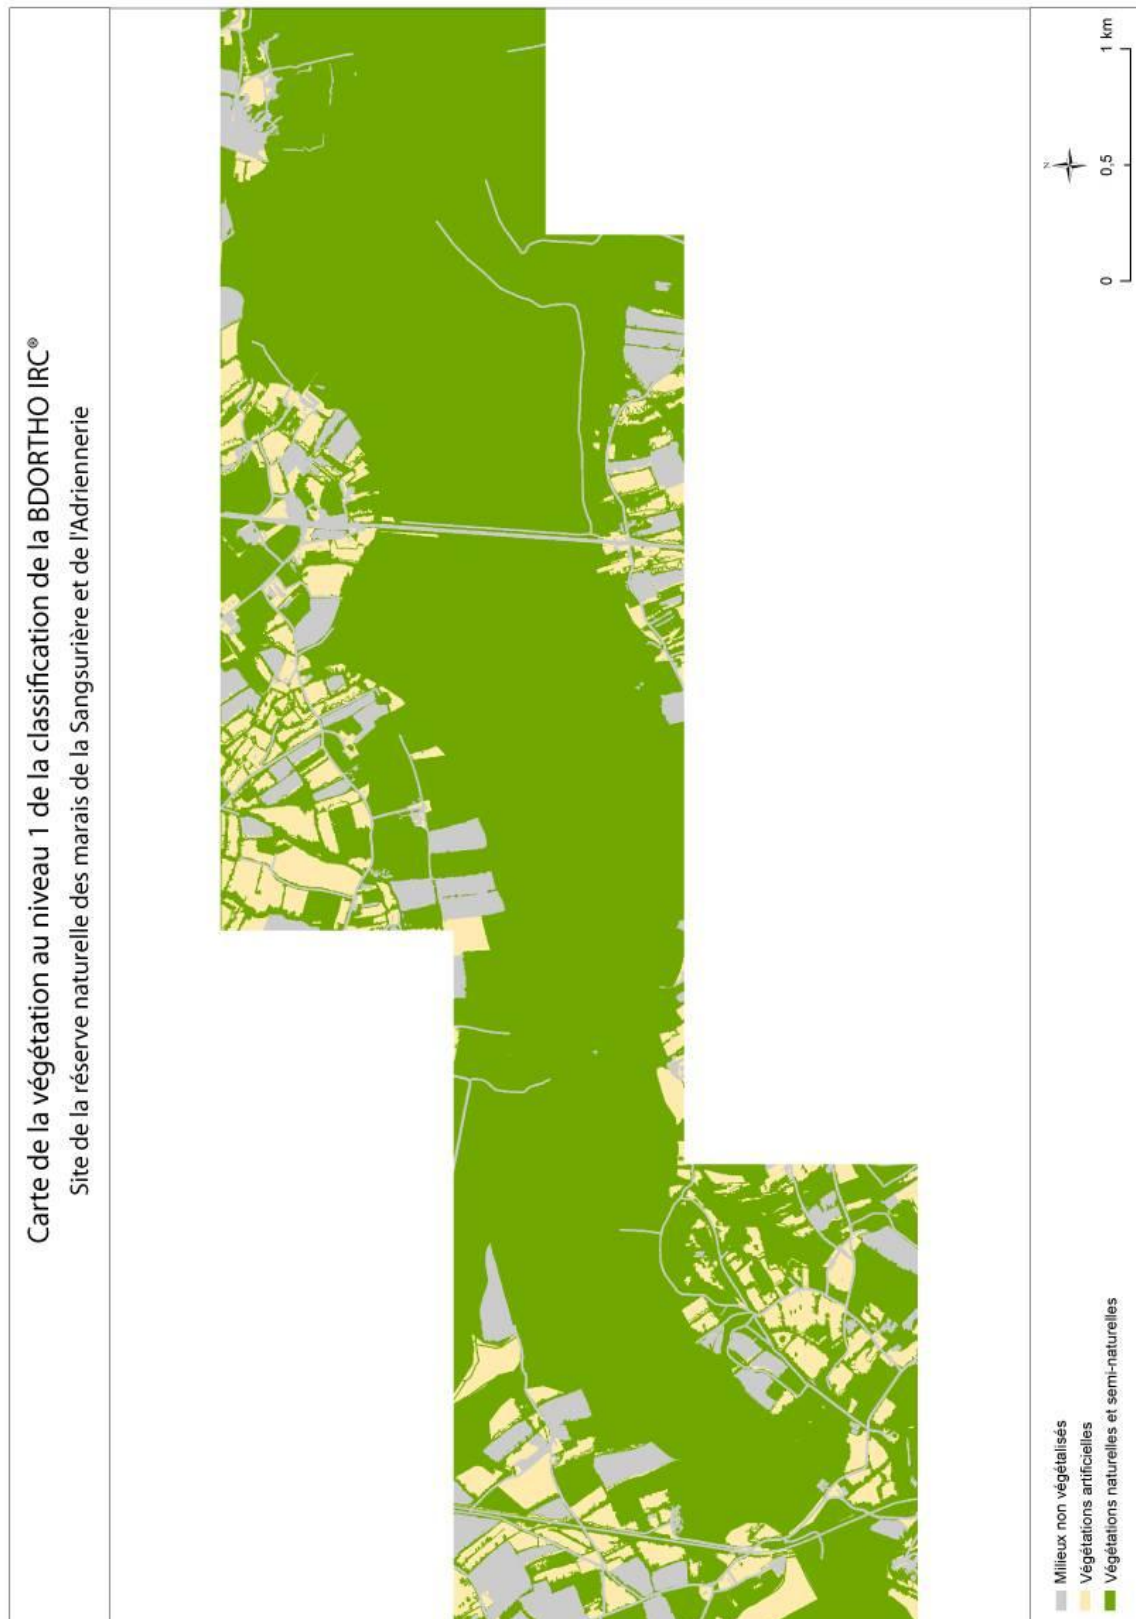 Carte de la végétation au niveau 1 de la classification de la BDORTHO IRC®
Site de la réserve naturelle des marais de la Sangsurière et de l'Adriennerie
Milieux non végétalisés
Végétations artificielles
Végétations naturelles et semi-naturelles
N
0 0,5 1 km